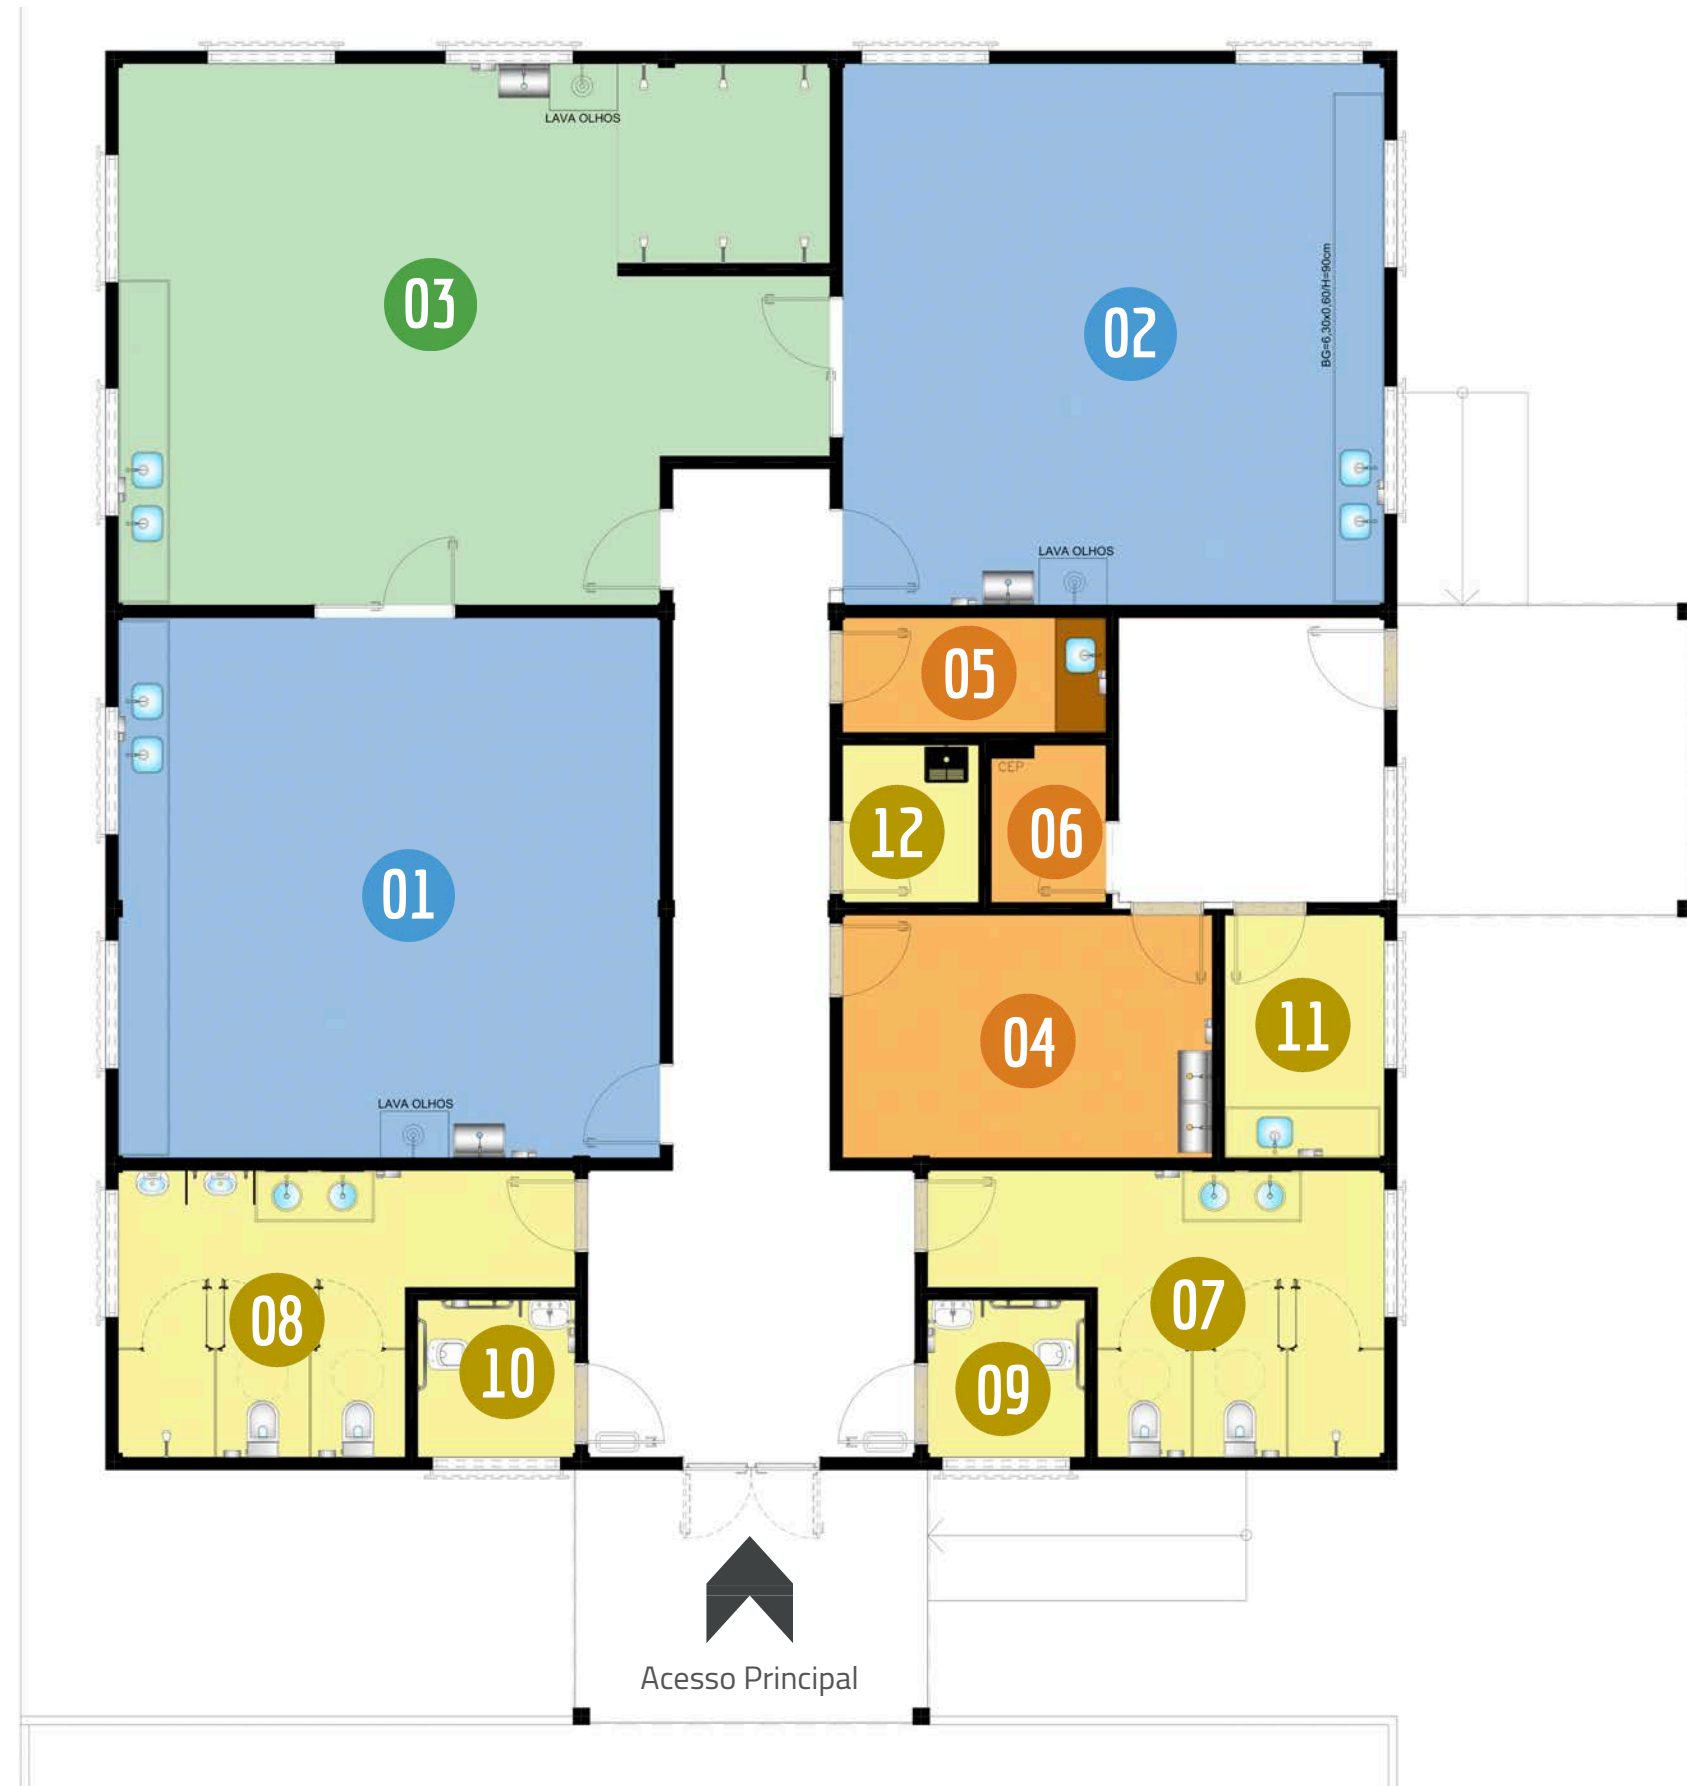 LAVA OLHOS
03
02
BG=6,30x0,60/H=90cm
LAVA OLHOS
05
CEP
12
06
01
04
11
LAVA OLHOS
08
10
09
07
Acesso Principal